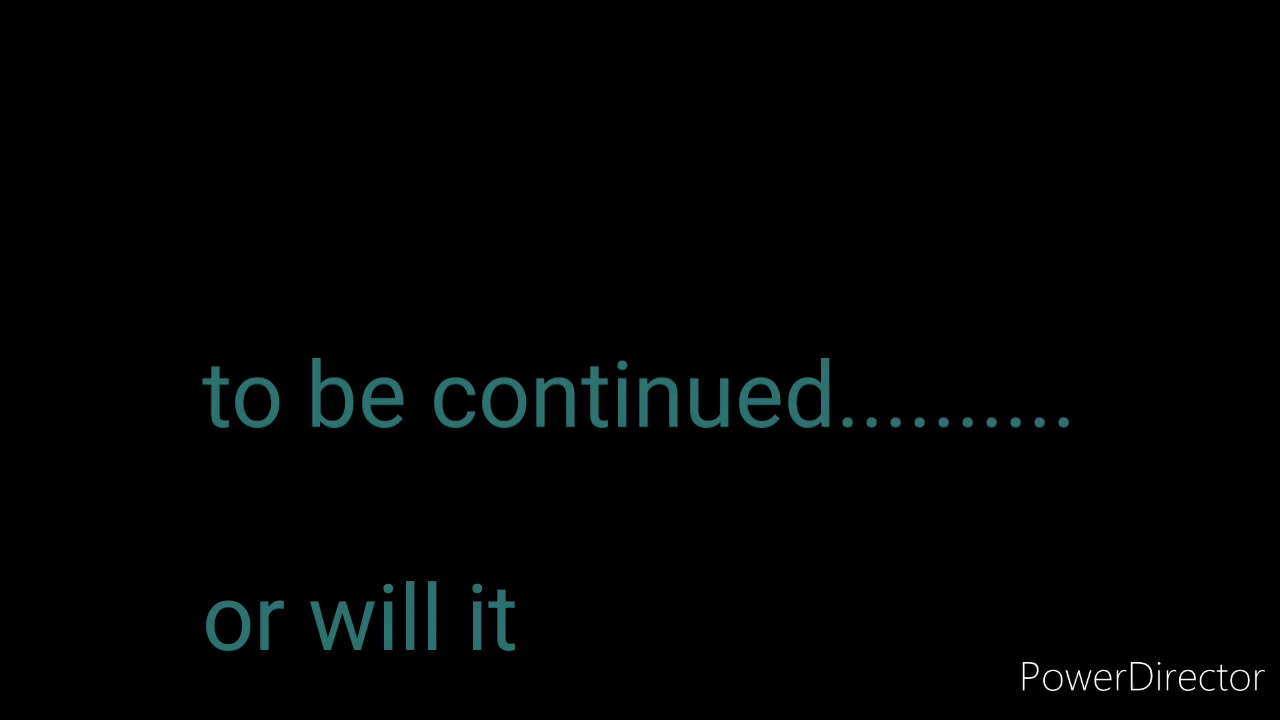 to be continued..........
or will it
PowerDirector